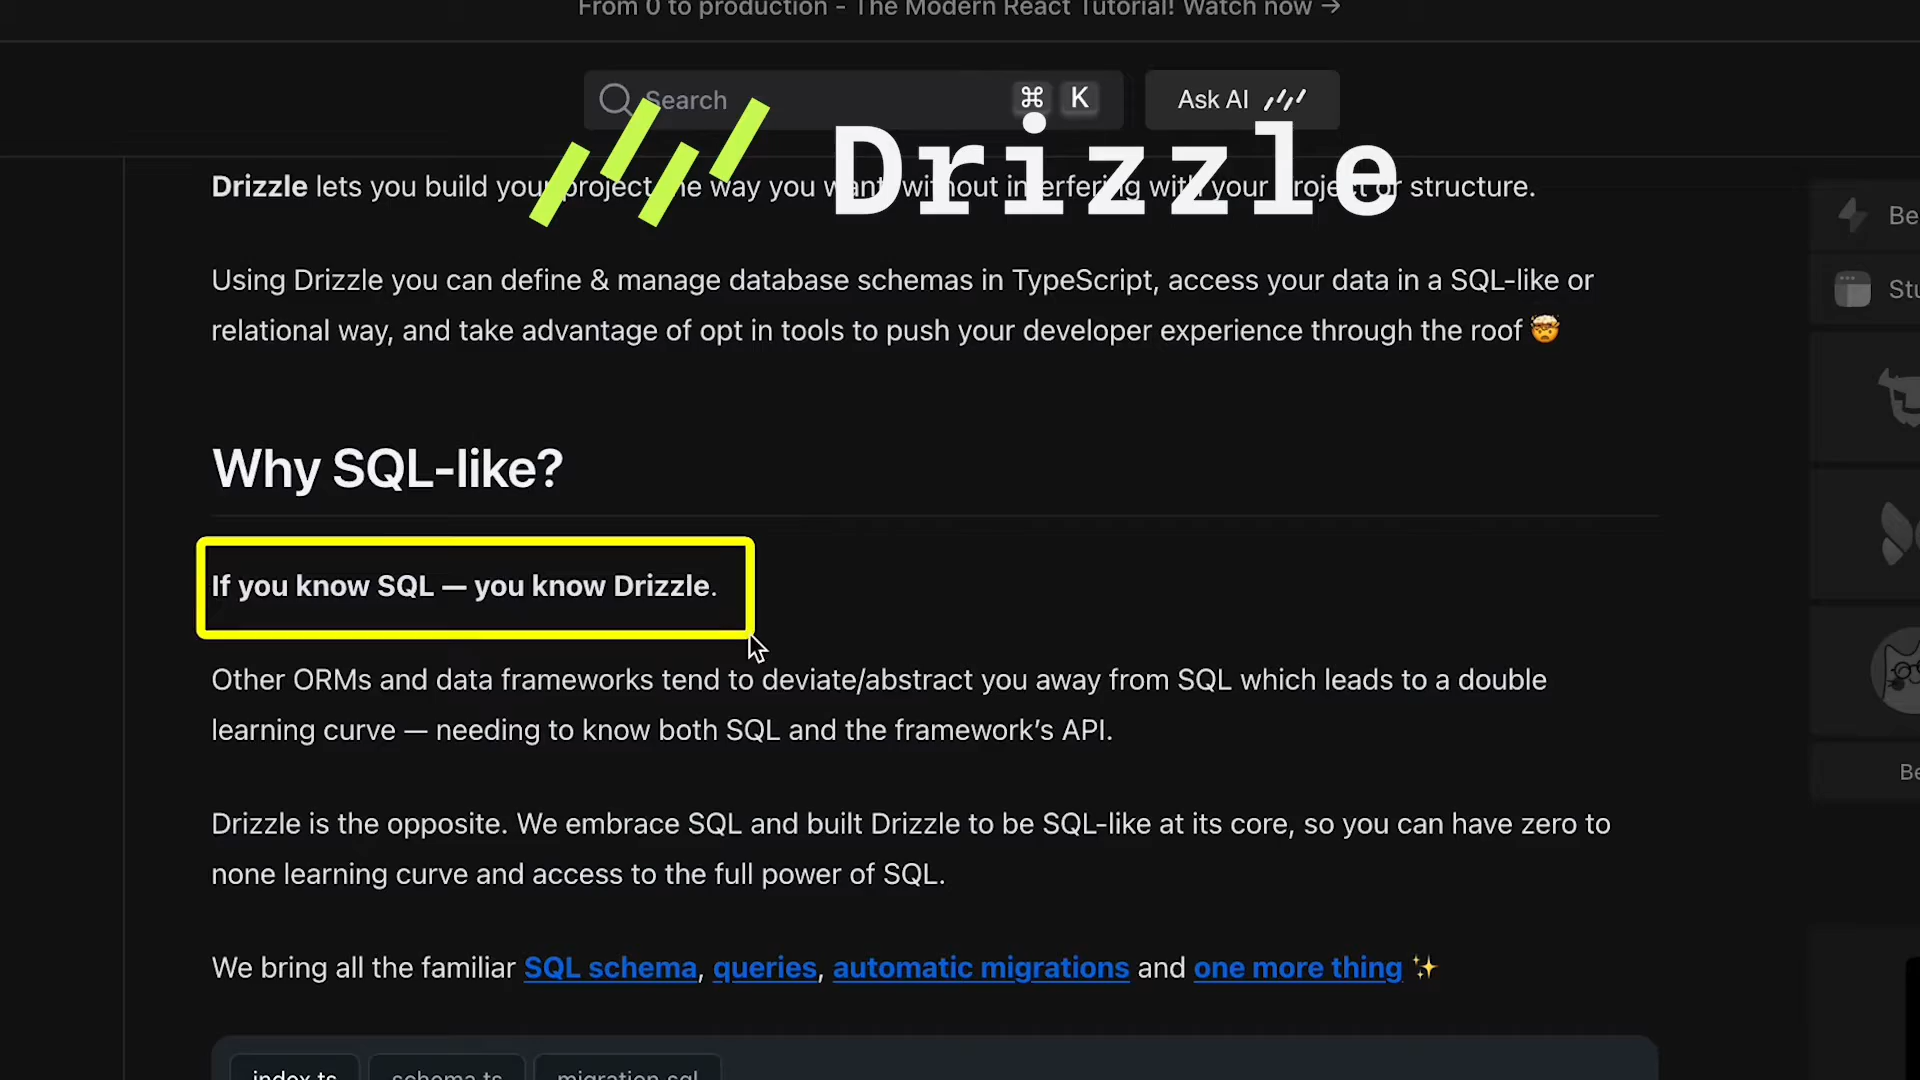 From 0 to production - The Modern React Tutorial! Watch now →
Search ⌘ K Ask AI
Drizzle
Drizzle lets you build your project the way you want, without interfering with your project or structure.
Using Drizzle you can define & manage database schemas in TypeScript, access your data in a SQL-like or
relational way, and take advantage of opt in tools to push your developer experience through the roof 🤯
Why SQL-like?
If you know SQL — you know Drizzle.
Other ORMs and data frameworks tend to deviate/abstract you away from SQL which leads to a double
learning curve — needing to know both SQL and the framework’s API.
Drizzle is the opposite. We embrace SQL and built Drizzle to be SQL-like at its core, so you can have zero to
none learning curve and access to the full power of SQL.
We bring all the familiar SQL schema, queries, automatic migrations and one more thing ✨
index.ts schema.ts migration.sql
Be
Stu
Be